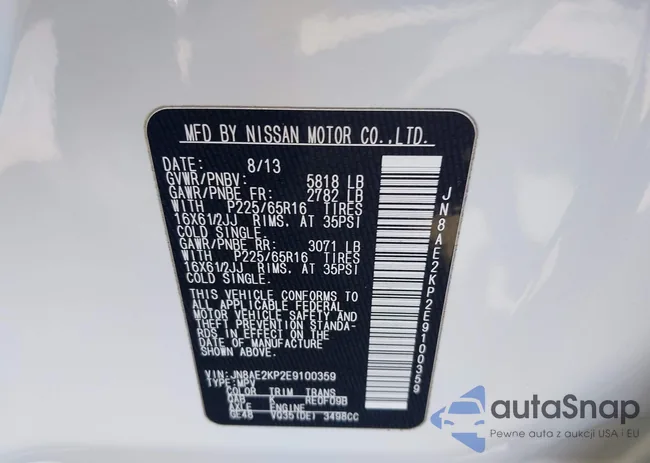 MFD BY NISSAN MOTOR CO.,LTD.
DATE: 8/13
GVWR/PNBV: 5818 LB
GAWR/PNBE FR: 2782 LB
WITH P225/65R16 TIRES
16X61/2JJ RIMS, AT 35PSI
COLD SINGLE.
GAWR/PNBE RR: 3071 LB
WITH P225/65R16 TIRES
16X61/2JJ RIMS, AT 35PSI
COLD SINGLE.
THIS VEHICLE CONFORMS TO
ALL APPLICABLE FEDERAL
MOTOR VEHICLE SAFETY AND
THEFT PREVENTION STANDA-
RDS IN EFFECT ON THE
DATE OF MANUFACTURE
SHOWN ABOVE.
VIN:JN8AE2KP2E9100359
TYPE:MPV
COLOR TRIM TRANS
QAB K RE0F09B
AXLE ENGINE
GE46 VQ35(DE) 3498CC
JN8AE2KP2E9100359
autaSnap
Pewne auta z aukcji USA i EU